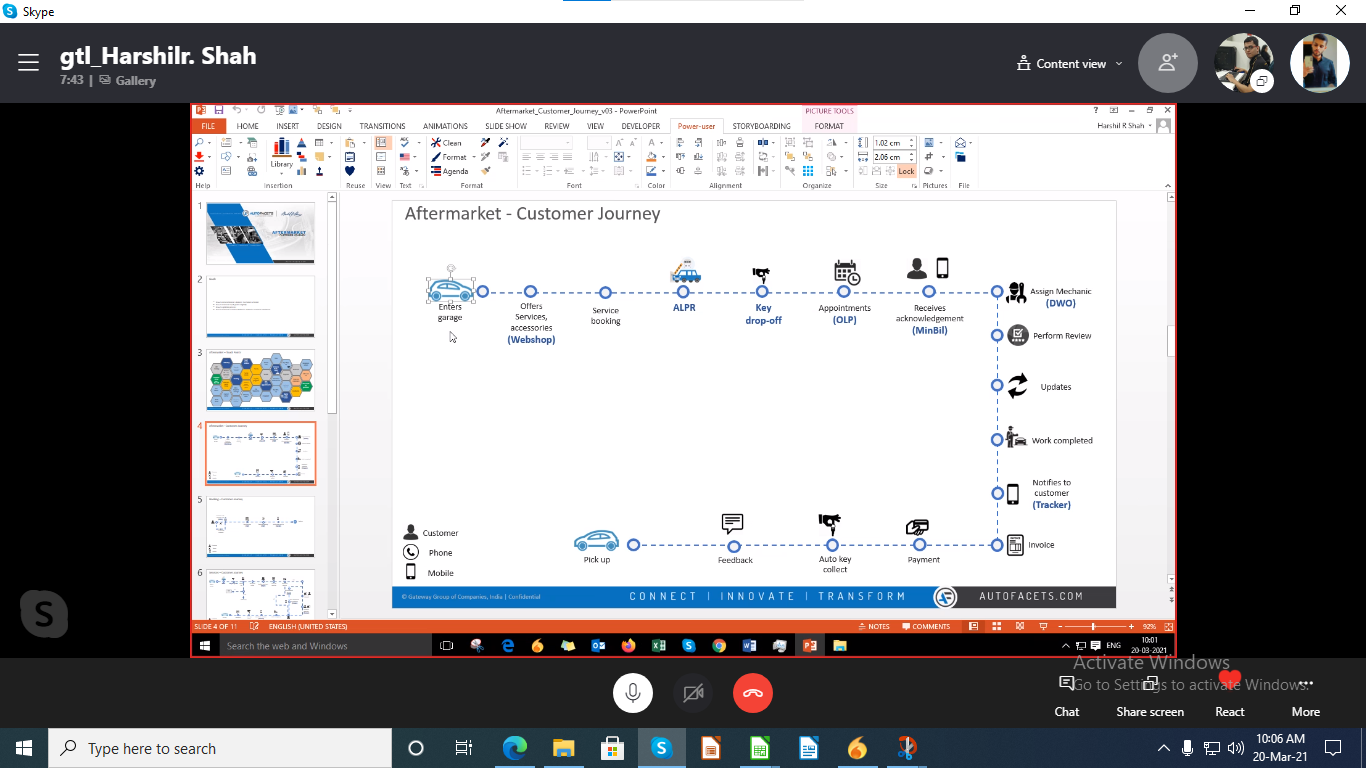 Skype
gtl_Harshilr. Shah
7:43 | Gallery
Content view
Aftermarket_Customer_Journey_v03 - PowerPoint
PICTURE TOOLS
FILE HOME INSERT DESIGN TRANSITIONS ANIMATIONS SLIDE SHOW REVIEW VIEW DEVELOPER Power-user STORYBOARDING FORMAT
Harshil R Shah
Clean
Format
Agenda
Library
1.02 cm
2.06 cm
Lock
Help Insertion Reuse View Text Format Font Color Alignment Organize Size Pictures File
1
2
3
4
5
6
Aftermarket - Customer Journey
Enters
garage
Offers
Services,
accessories
(Webshop)
Service
booking
ALPR
Key
drop-off
Appointments
(OLP)
Receives
acknowledgement
(MinBil)
Assign Mechanic
(DWO)
Perform Review
Updates
Work completed
Notifies to
customer
(Tracker)
Invoice
Payment
Auto key
collect
Feedback
Pick up
Customer
Phone
Mobile
© Gateway Group of Companies, India | Confidential
CONNECT | INNOVATE | TRANSFORM
AUTOFACETS.COM
SLIDE 4 OF 11 ENGLISH (UNITED STATES)
NOTES COMMENTS 92%
Search the web and Windows
ENG
10:01
20-03-2021
Activate Windows
Go to Settings to activate Windows.
Chat
Share screen
React
More
Type here to search
10:06 AM
20-Mar-21